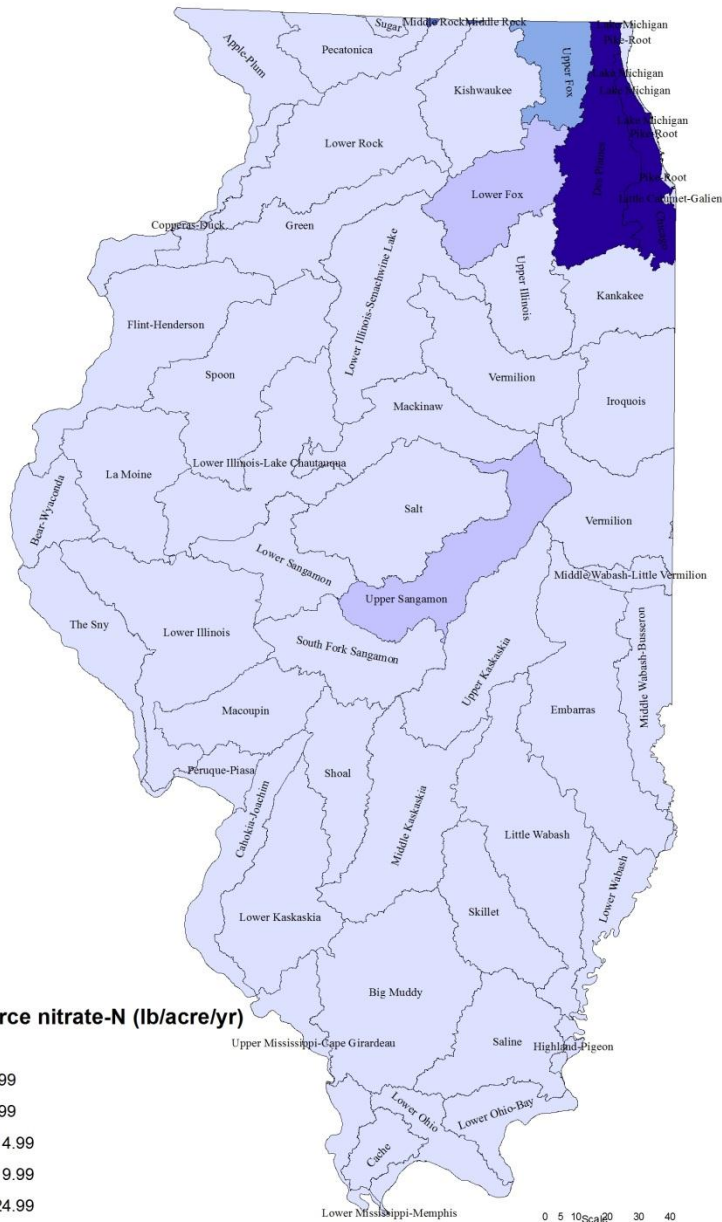 Sugar
Middle Rock
Middle Rock
Lake Michigan
Pike-Root
Apple-Plum
Pecatonica
Upper Fox
Kishwaukee
Lake Michigan
Lake Michigan
Lake Michigan
Pike-Root
Lower Rock
Des Plaines
Pike-Root
Lower Fox
Little Calumet-Galien
Copperas-Duck
Green
Chicago
Lower Illinois-Senachwine Lake
Upper Illinois
Kankakee
Flint-Henderson
Spoon
Vermilion
Iroquois
Mackinaw
Lower Illinois-Lake Chautauqua
La Moine
Bear-Wyaconda
Salt
Vermilion
Lower Sangamon
Middle Wabash-Little Vermilion
Upper Sangamon
The Sny
Lower Illinois
South Fork Sangamon
Upper Kaskaskia
Middle Wabash-Busseron
Macoupin
Embarras
Peruque-Piasa
Shoal
Cahokia-Joachim
Middle Kaskaskia
Little Wabash
Lower Wabash
Lower Kaskaskia
Skillet
Big Muddy
rce nitrate-N (lb/acre/yr)
Upper Mississippi-Cape Girardeau
Saline
Highland-Pigeon
99
99
4.99
9.99
24.99
Lower Ohio
Lower Ohio-Bay
Cache
Lower Mississippi-Memphis
0 5 10 20 30 40
Scale